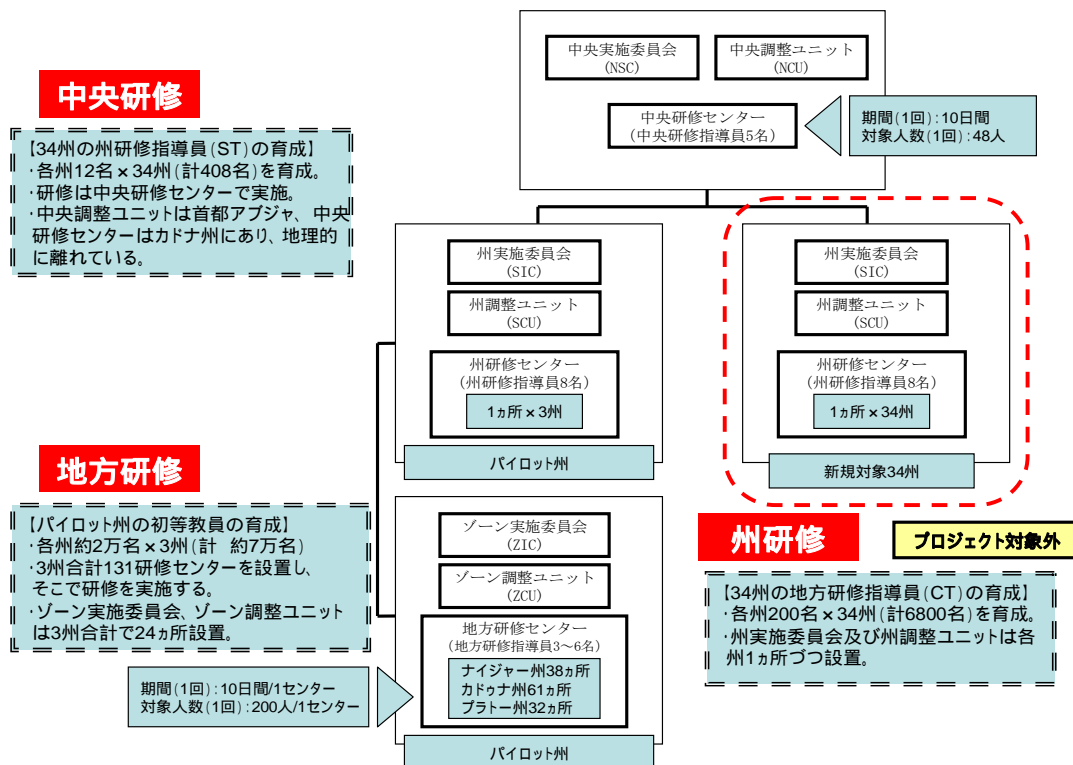 中央実施委員会
(NSC)
中央調整ユニット
(NCU)
中央研修センター
(中央研修指導員5名)
期間(1回):10日間
対象人数(1回):48人
中央研修
【34州の州研修指導員(ST)の育成】
・各州12名×34州(計408名)を育成。
・研修は中央研修センターで実施。
・中央調整ユニットは首都アブジャ、中央
研修センターはカドナ州にあり、地理的
に離れている。
州実施委員会
(SIC)
州調整ユニット
(SCU)
州研修センター
(州研修指導員8名)
1ヵ所×3州
パイロット州
州実施委員会
(SIC)
州調整ユニット
(SCU)
州研修センター
(州研修指導員8名)
1ヵ所×34州
新規対象34州
地方研修
【パイロット州の初等教員の育成】
・各州約2万名×3州(計 約7万名)
・3州合計131研修センターを設置し、
そこで研修を実施する。
・ゾーン実施委員会、ゾーン調整ユニット
は3州合計で24ヵ所設置。
期間(1回):10日間/1センター
対象人数(1回):200人/1センター
ゾーン実施委員会
(ZIC)
ゾーン調整ユニット
(ZCU)
地方研修センター
(地方研修指導員3~6名)
ナイジャー州38ヵ所
カドゥナ州61ヵ所
プラトー州32ヵ所
パイロット州
州研修
プロジェクト対象外
【34州の地方研修指導員(CT)の育成】
・各州200名×34州(計6800名)を育成。
・州実施委員会及び州調整ユニットは各
州1ヵ所づつ設置。